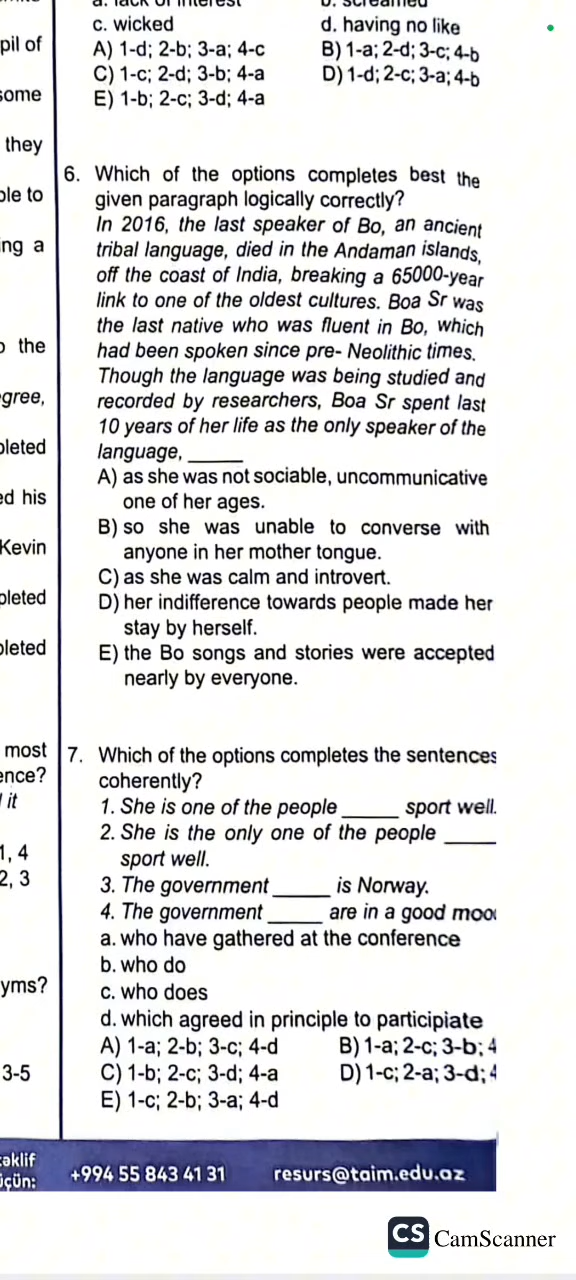 c. wicked
d. having no like
A) 1-d; 2-b; 3-a; 4-c
B) 1-a; 2-d; 3-c; 4-b
C) 1-c; 2-d; 3-b; 4-a
D) 1-d; 2-c; 3-a; 4-b
E) 1-b; 2-c; 3-d; 4-a
6. Which of the options completes best the
given paragraph logically correctly?
In 2016, the last speaker of Bo, an ancient
tribal language, died in the Andaman islands,
off the coast of India, breaking a 65000-year
link to one of the oldest cultures. Boa Sr was
the last native who was fluent in Bo, which
had been spoken since pre- Neolithic times.
Though the language was being studied and
recorded by researchers, Boa Sr spent last
10 years of her life as the only speaker of the
language, _____
A) as she was not sociable, uncommunicative
one of her ages.
B) so she was unable to converse with
anyone in her mother tongue.
C) as she was calm and introvert.
D) her indifference towards people made her
stay by herself.
E) the Bo songs and stories were accepted
nearly by everyone.
7. Which of the options completes the sentences
coherently?
1. She is one of the people _____ sport well.
2. She is the only one of the people _____
sport well.
3. The government _____ is Norway.
4. The government _____ are in a good moo
a. who have gathered at the conference
b. who do
c. who does
d. which agreed in principle to participiate
A) 1-a; 2-b; 3-c; 4-d
B) 1-a; 2-c; 3-b; 4
C) 1-b; 2-c; 3-d; 4-a
D) 1-c; 2-a; 3-d; 4
E) 1-c; 2-b; 3-a; 4-d
pil of
some
they
ble to
ing a
the
gree,
pleted
ed his
Kevin
pleted
pleted
most
ence?
it
1, 4
2, 3
yms?
3-5
təklif
üçün:
+994 55 843 41 31
resurs@taim.edu.az
CS CamScanner